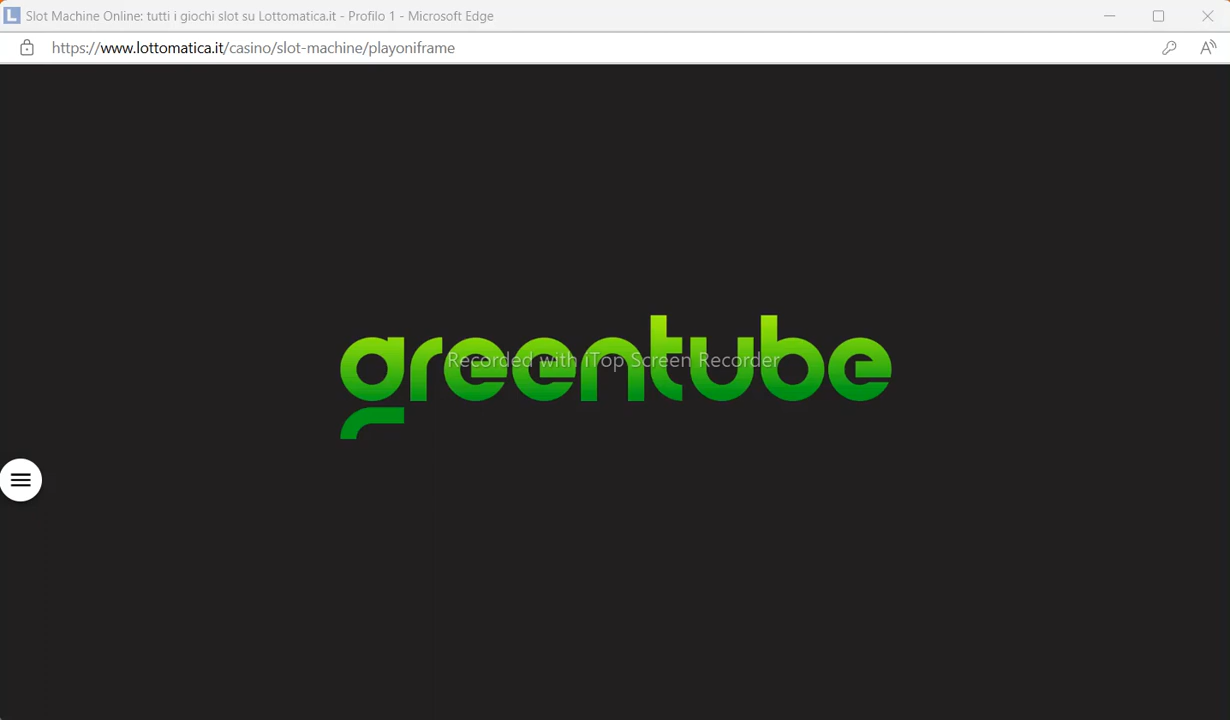 Slot Machine Online: tutti i giochi slot su Lottomatica.it - Profilo 1 - Microsoft Edge
https://www.lottomatica.it/casino/slot-machine/playoniframe
greentube
Recorded with iTop Screen Recorder